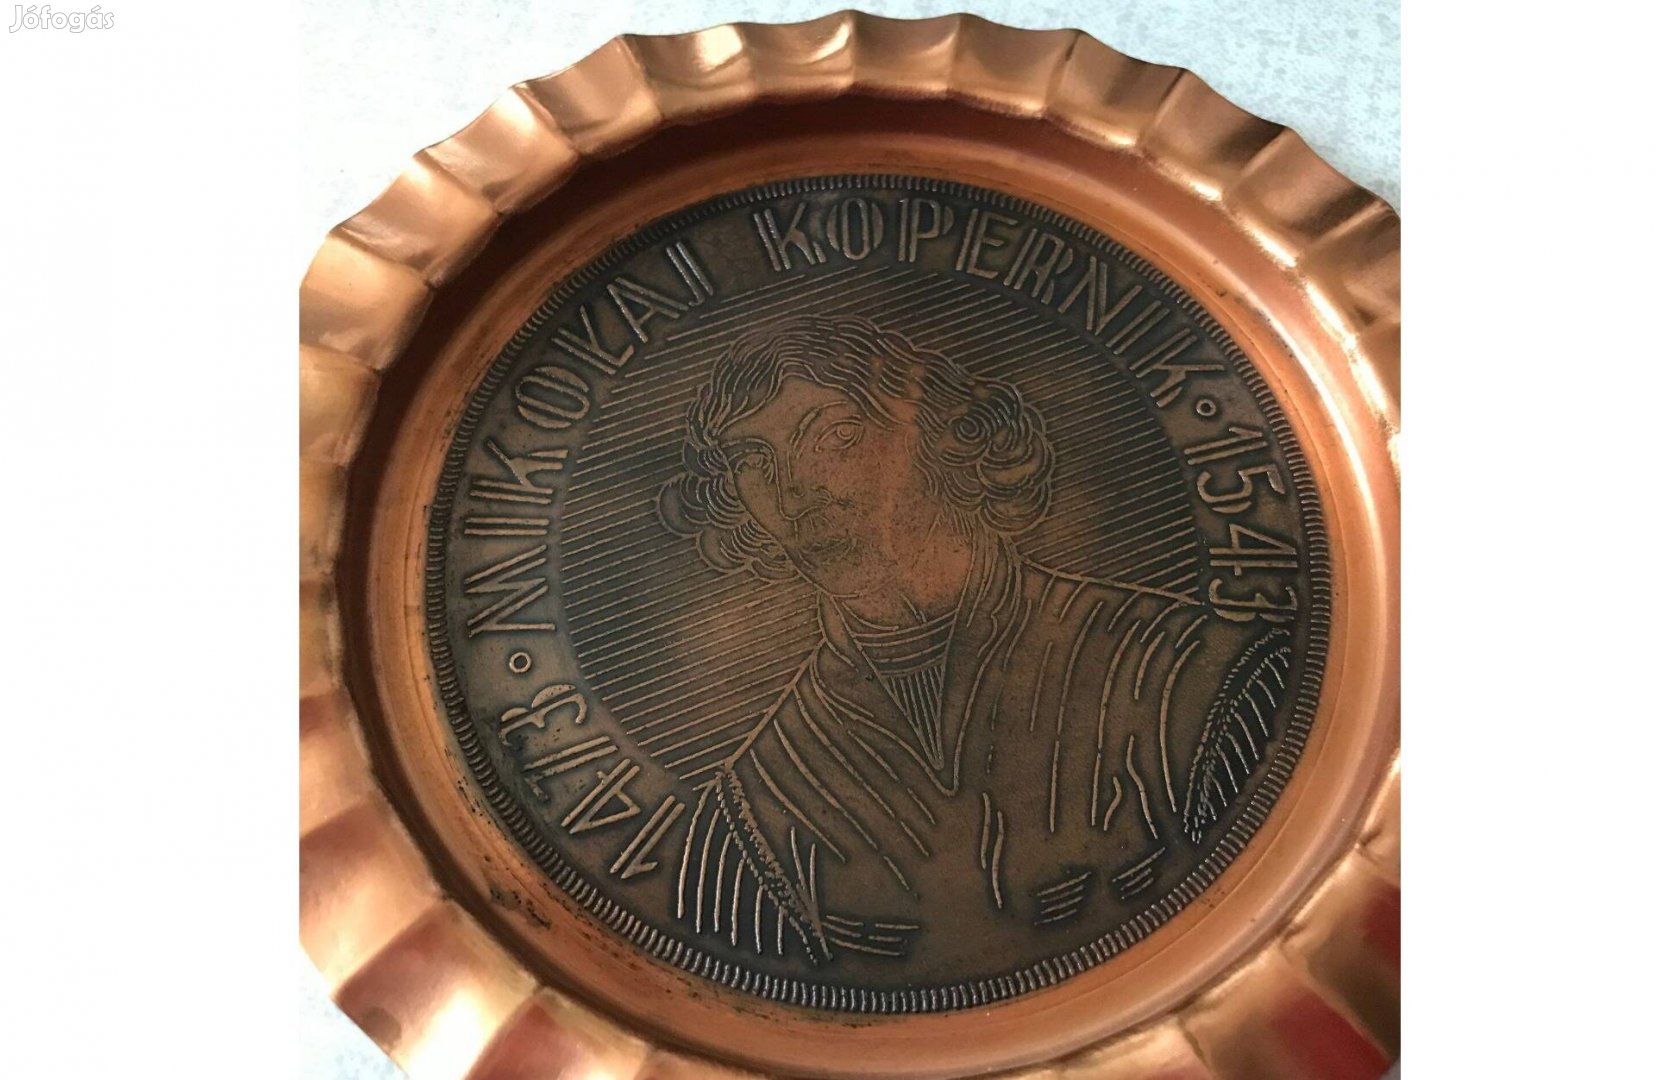 Jófogás
1473 · MIKOŁAJ KOPERNIK · 1543